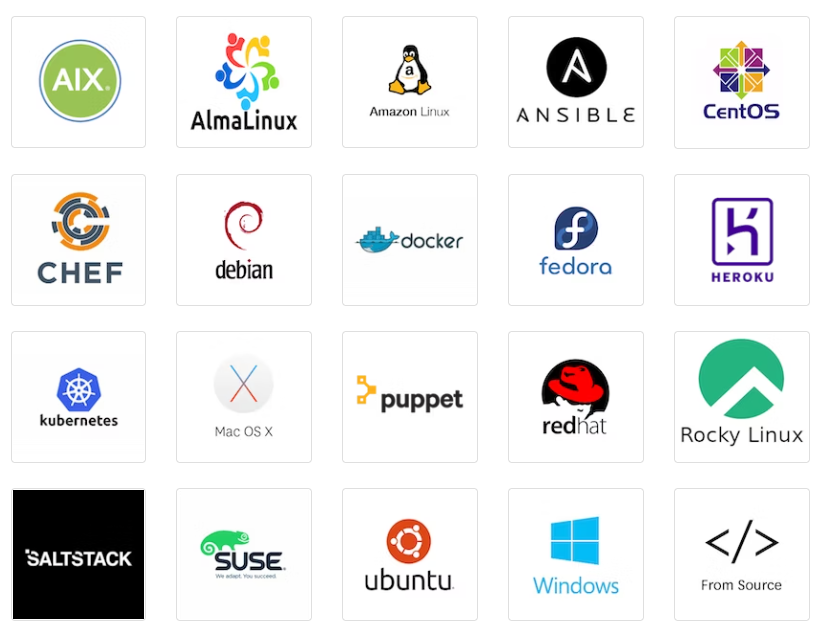 AIX
AlmaLinux
a
Amazon Linux
A
ANSIBLE
CentOS
CHEF
debian
docker
f
fedora
HEROKU
kubernetes
Mac OS X
puppet
redhat
Rocky Linux
SALTSTACK
SUSE
We adapt. You succeed.
ubuntu
Windows
</>
From Source